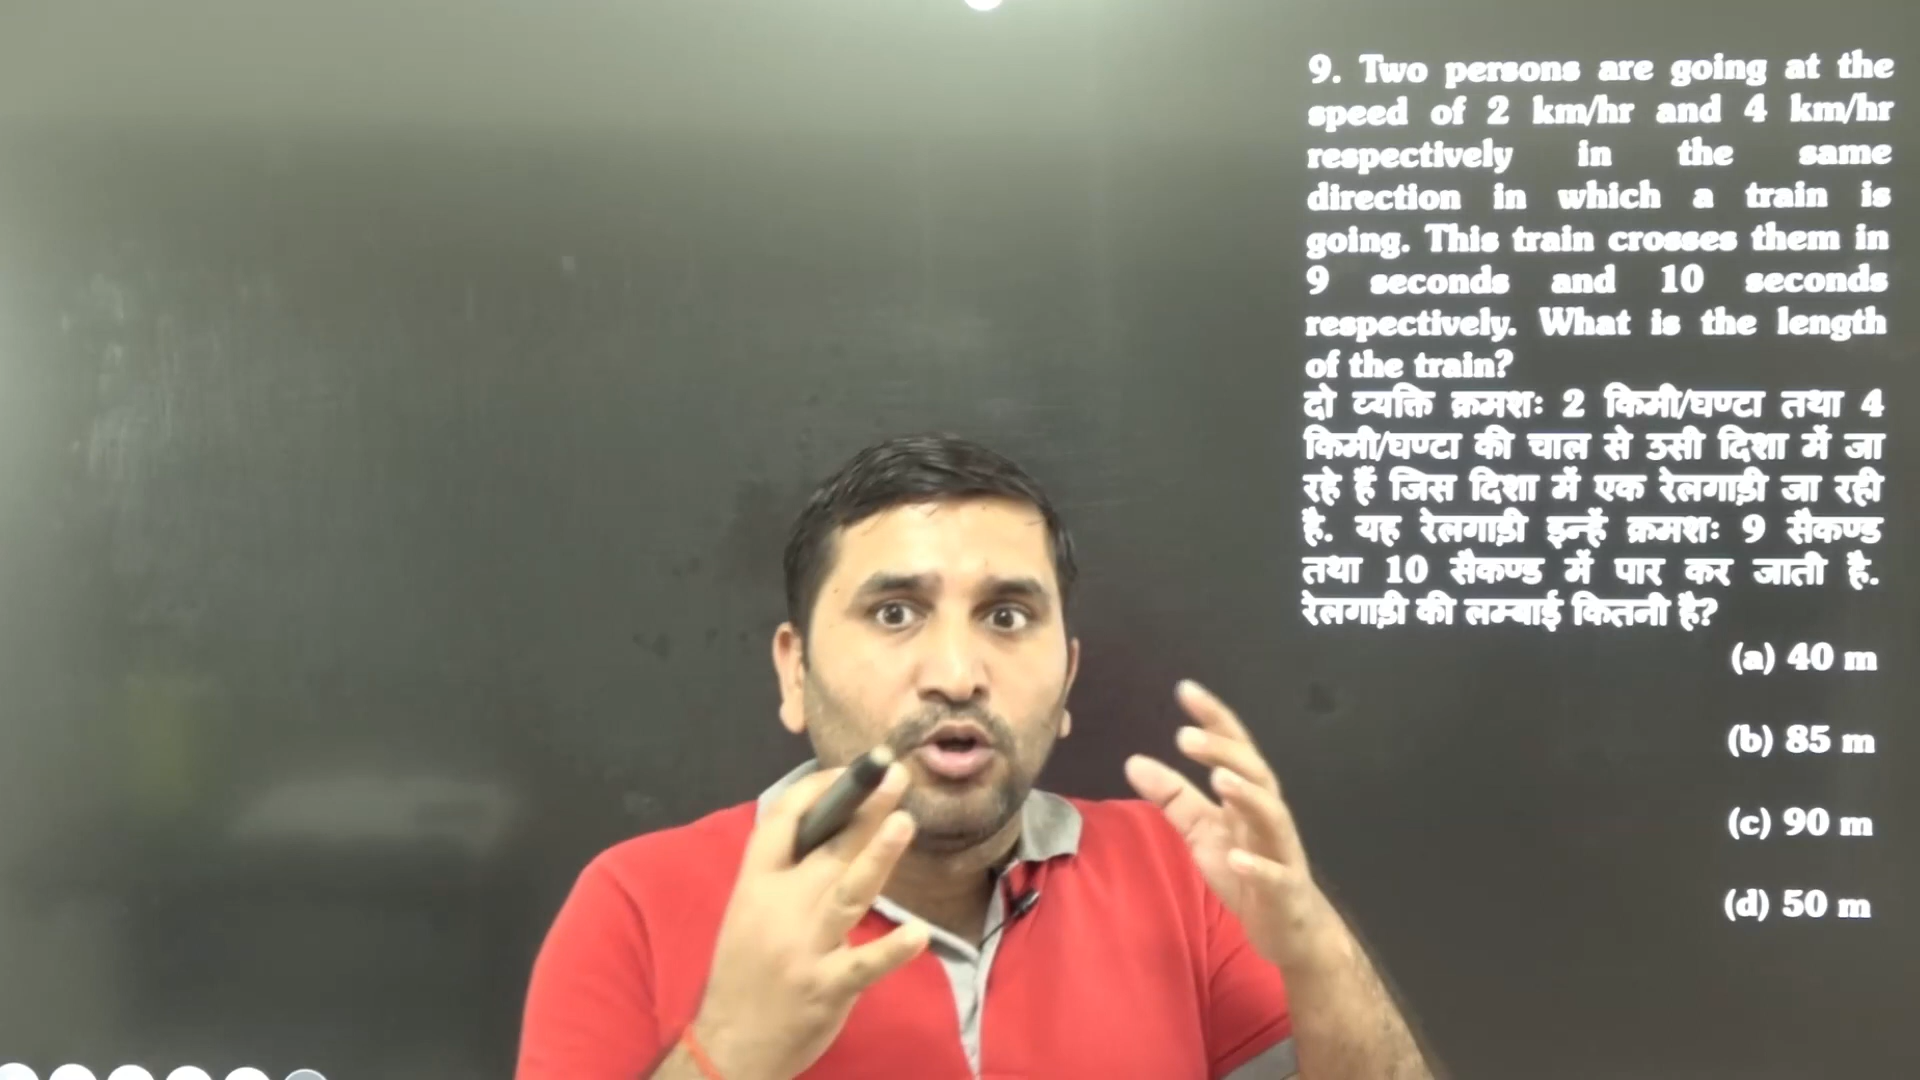 9. Two persons are going at the
speed of 2 km/hr and 4 km/hr
respectively in the same
direction in which a train is
going. This train crosses them in
9 seconds and 10 seconds
respectively. What is the length
of the train?
दो व्यक्ति क्रमशः 2 किमी/घण्टा तथा 4
किमी/घण्टा की चाल से उसी दिशा में जा
रहे हैं जिस दिशा में एक रेलगाड़ी जा रही
है. यह रेलगाड़ी इन्हें क्रमशः 9 सैकण्ड
तथा 10 सैकण्ड में पार कर जाती है.
रेलगाड़ी की लम्बाई कितनी है?
(a) 40 m
(b) 85 m
(c) 90 m
(d) 50 m